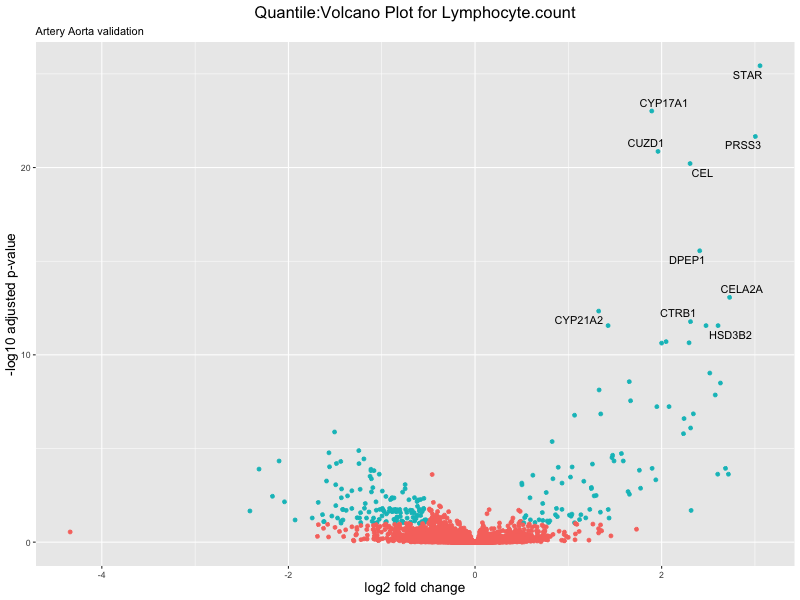 Quantile:Volcano Plot for Lymphocyte.count
Artery Aorta validation
STAR
CYP17A1
PRSS3
CUZD1
CEL
DPEP1
CELA2A
CTRB1
CYP21A2
HSD3B2
20
10
0
-log10 adjusted p-value
-4 -2 0 2
log2 fold change